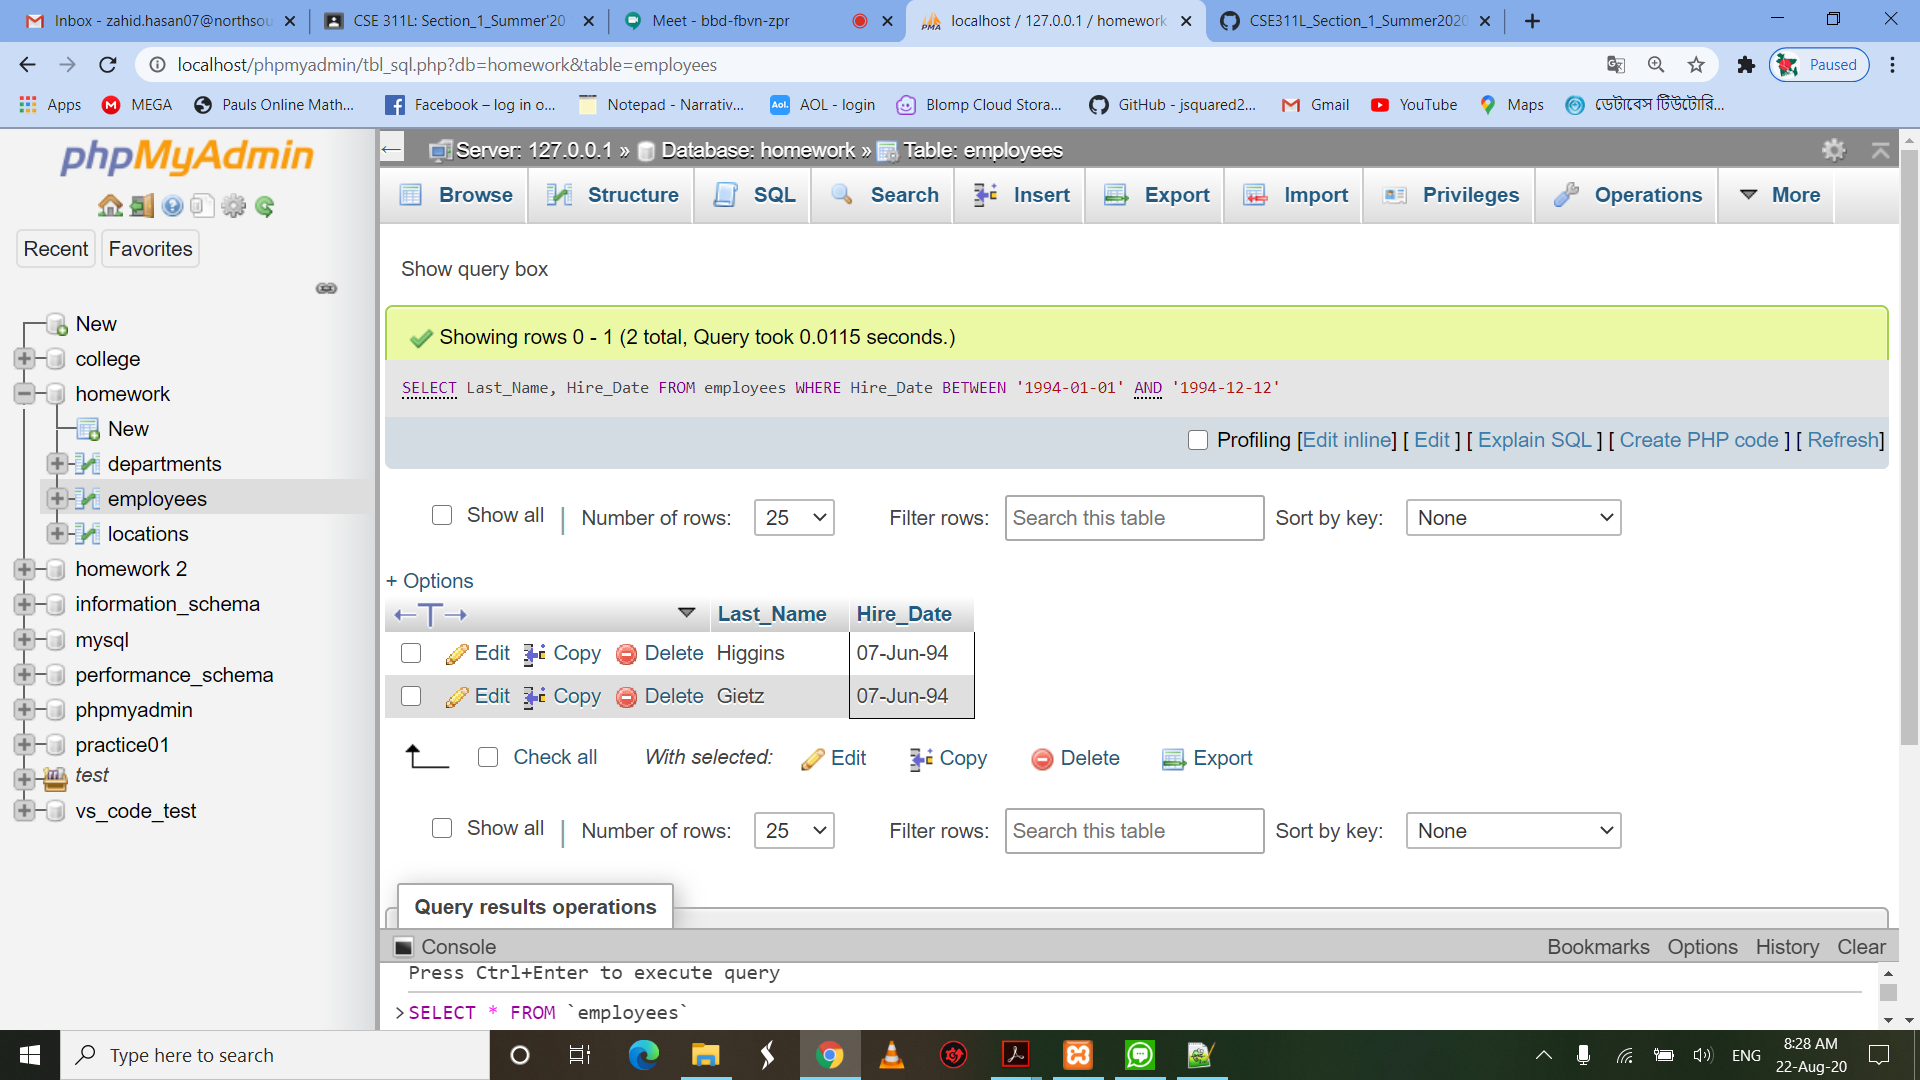 Inbox - zahid.hasan07@northsou
CSE 311L: Section_1_Summer'20
Meet - bbd-fbvn-zpr
localhost / 127.0.0.1 / homework
CSE311L_Section_1_Summer2020
localhost/phpmyadmin/tbl_sql.php?db=homework&table=employees
Paused
Apps
MEGA
Pauls Online Math...
Facebook – log in o...
Notepad - Narrativ...
Aol.
AOL - login
Blomp Cloud Stora...
GitHub - jsquared2...
Gmail
YouTube
Maps
ডেটাবেস টিউটোরি...
phpMyAdmin
Recent
Favorites
New
college
homework
New
departments
employees
locations
homework 2
information_schema
mysql
performance_schema
phpmyadmin
practice01
test
vs_code_test
Server: 127.0.0.1 » Database: homework » Table: employees
Browse
Structure
SQL
Search
Insert
Export
Import
Privileges
Operations
More
Show query box
Showing rows 0 - 1 (2 total, Query took 0.0115 seconds.)
SELECT Last_Name, Hire_Date FROM employees WHERE Hire_Date BETWEEN '1994-01-01' AND '1994-12-12'
Profiling [Edit inline] [ Edit ] [ Explain SQL ] [ Create PHP code ] [ Refresh]
Show all | Number of rows: 25 Filter rows: Search this table Sort by key: None
+ Options
←T→ Last_Name Hire_Date
Edit Copy Delete Higgins 07-Jun-94
Edit Copy Delete Gietz 07-Jun-94
Check all With selected: Edit Copy Delete Export
Show all | Number of rows: 25 Filter rows: Search this table Sort by key: None
Query results operations
Console
Bookmarks Options History Clear
Press Ctrl+Enter to execute query
>SELECT * FROM `employees`
Type here to search
ENG
8:28 AM
22-Aug-20